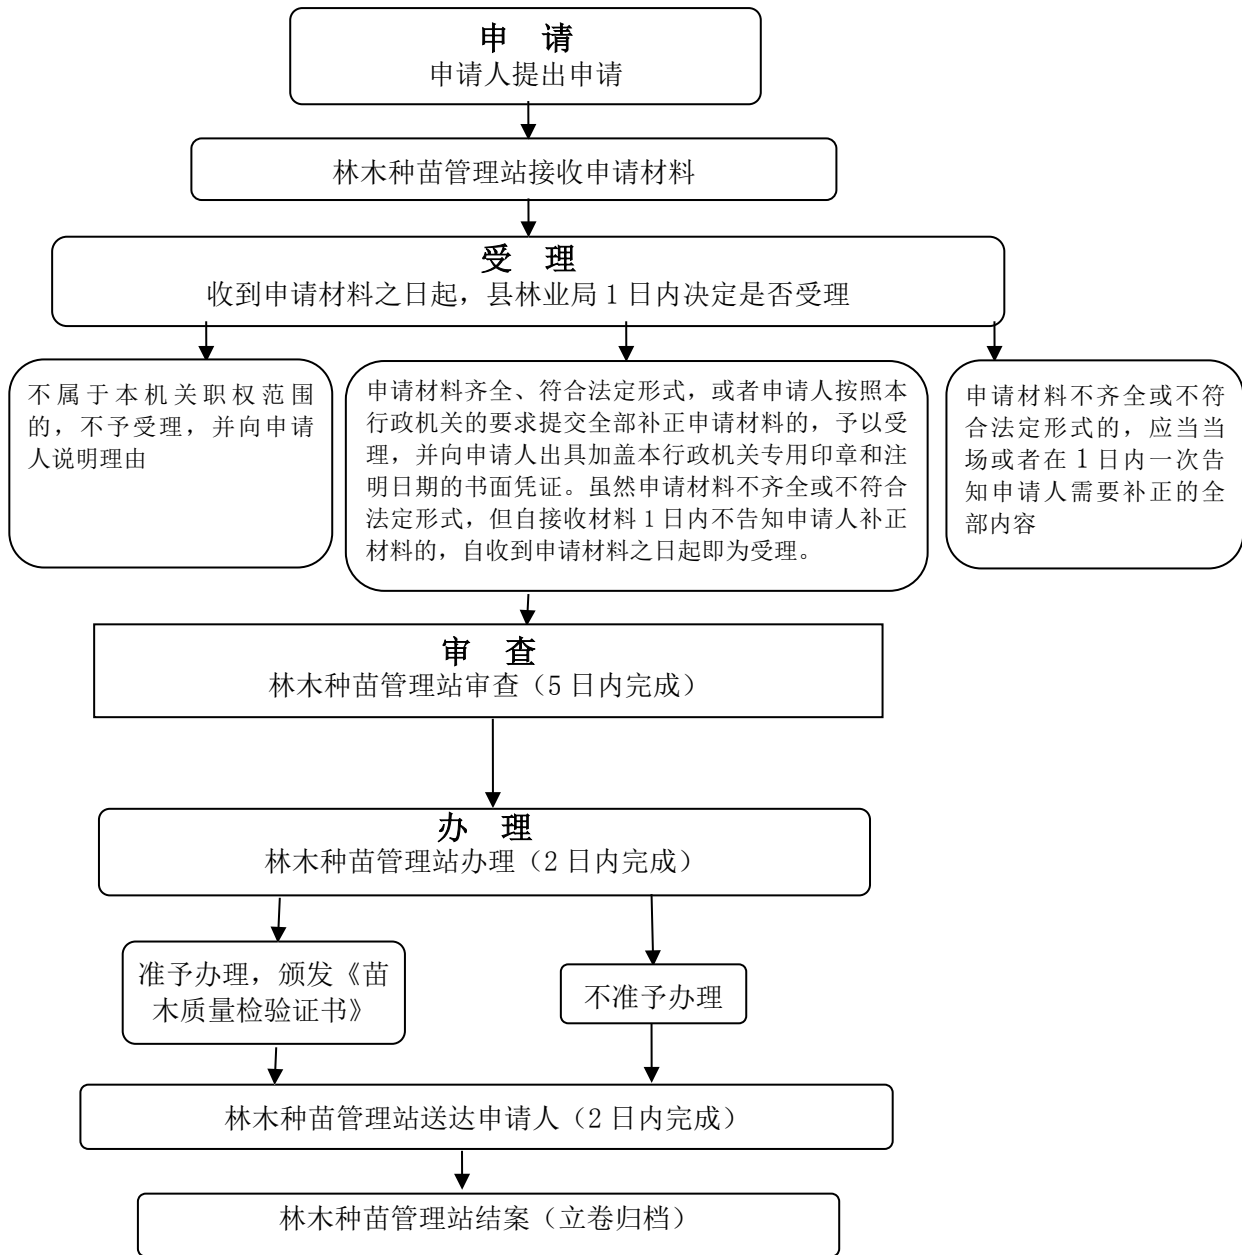 申 请
申请人提出申请
林木种苗管理站接收申请材料
受 理
收到申请材料之日起，县林业局 1 日内决定是否受理
不属于本机关职权范围
的，不予受理，并向申请
人说明理由
申请材料齐全、符合法定形式，或者申请人按照本
行政机关的要求提交全部补正申请材料的，予以受
理，并向申请人出具加盖本行政机关专用印章和注
明日期的书面凭证。虽然申请材料不齐全或不符合
法定形式，但自接收材料 1 日内不告知申请人补正
材料的，自收到申请材料之日起即为受理。
申请材料不齐全或不符
合法定形式的，应当当
场或者在 1 日内一次告
知申请人需要补正的全
部内容
审 查
林木种苗管理站审查（5 日内完成）
办 理
林木种苗管理站办理（2 日内完成）
准予办理，颁发《苗
木质量检验证书》
不准予办理
林木种苗管理站送达申请人（2 日内完成）
林木种苗管理站结案（立卷归档）